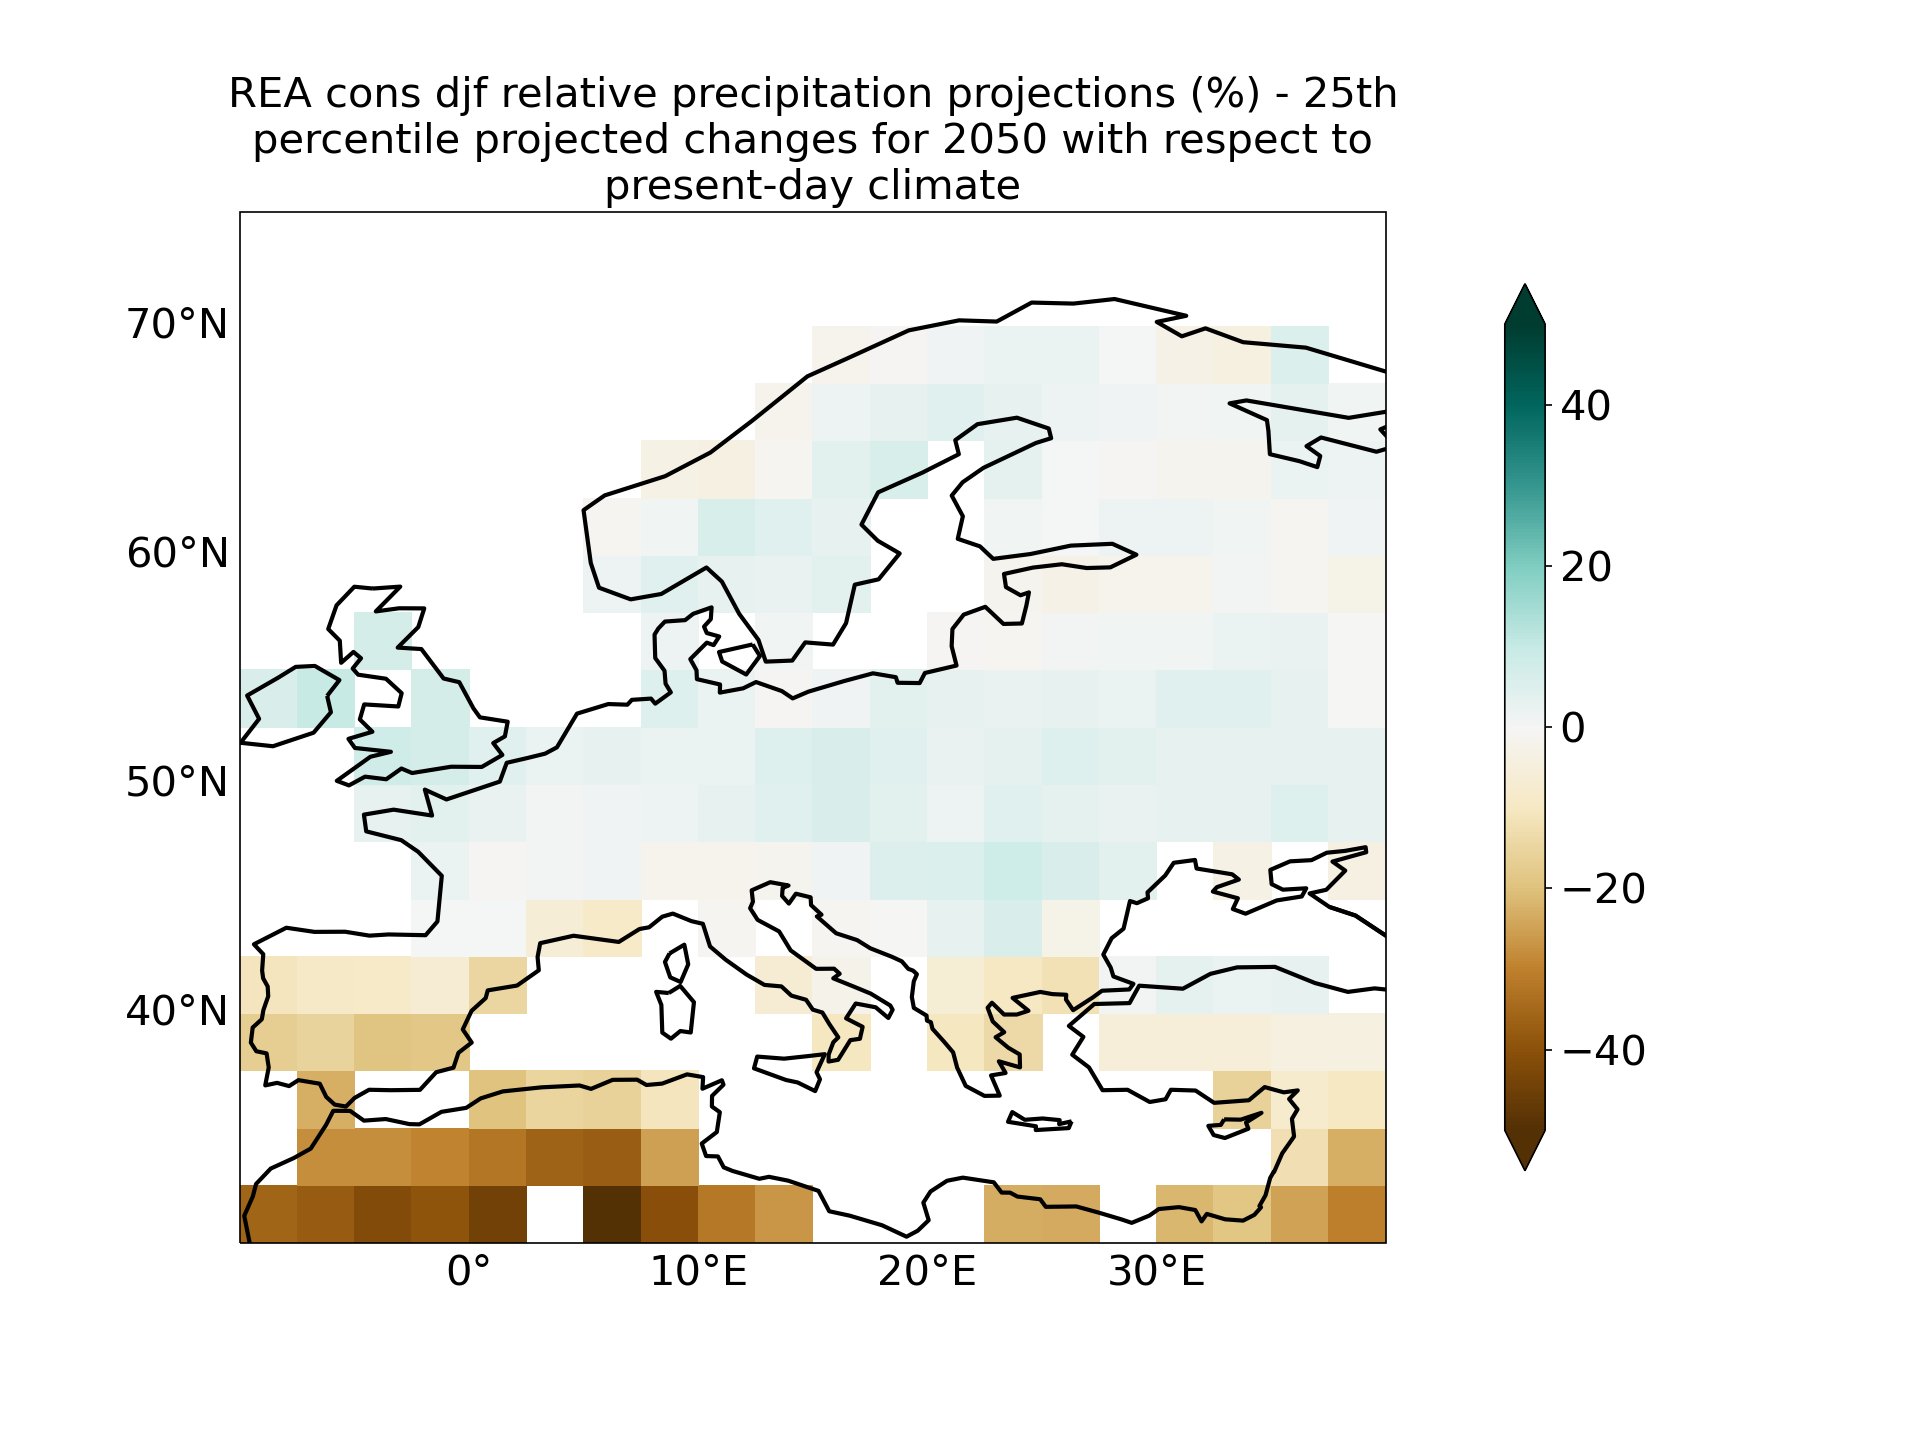 REA cons djf relative precipitation projections (%) - 25th
percentile projected changes for 2050 with respect to
present-day climate
70°N
60°N
50°N
40°N
0°
10°E
20°E
30°E
40
20
0
−20
−40